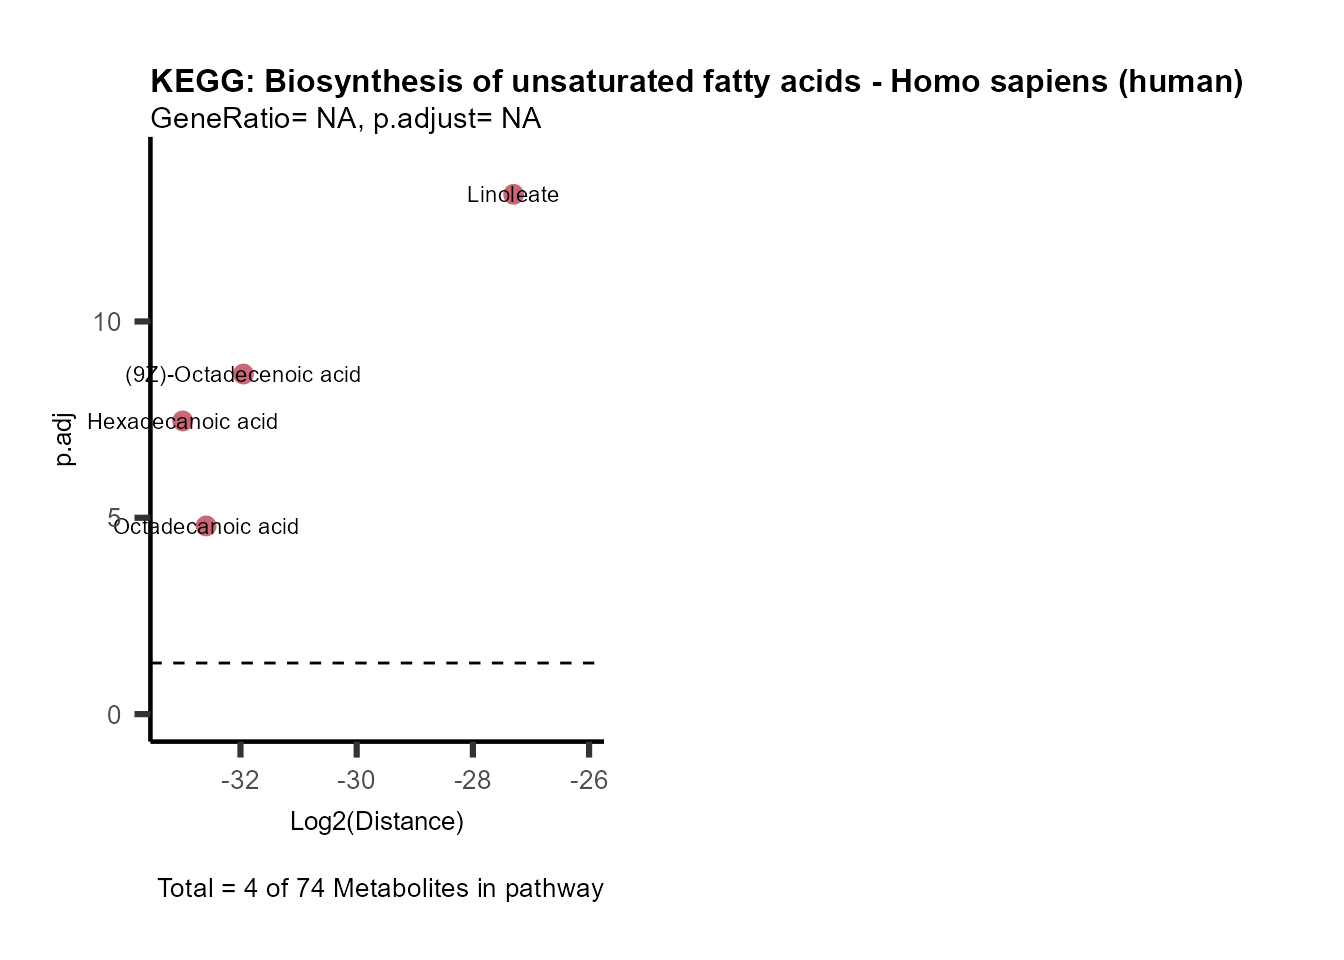 KEGG: Biosynthesis of unsaturated fatty acids - Homo sapiens (human)
GeneRatio= NA, p.adjust= NA
Linoleate
10
(9Z)-Octadecenoic acid
Hexadecanoic acid
p.adj
5
Octadecanoic acid
0
-32 -30 -28 -26
Log2(Distance)
Total = 4 of 74 Metabolites in pathway